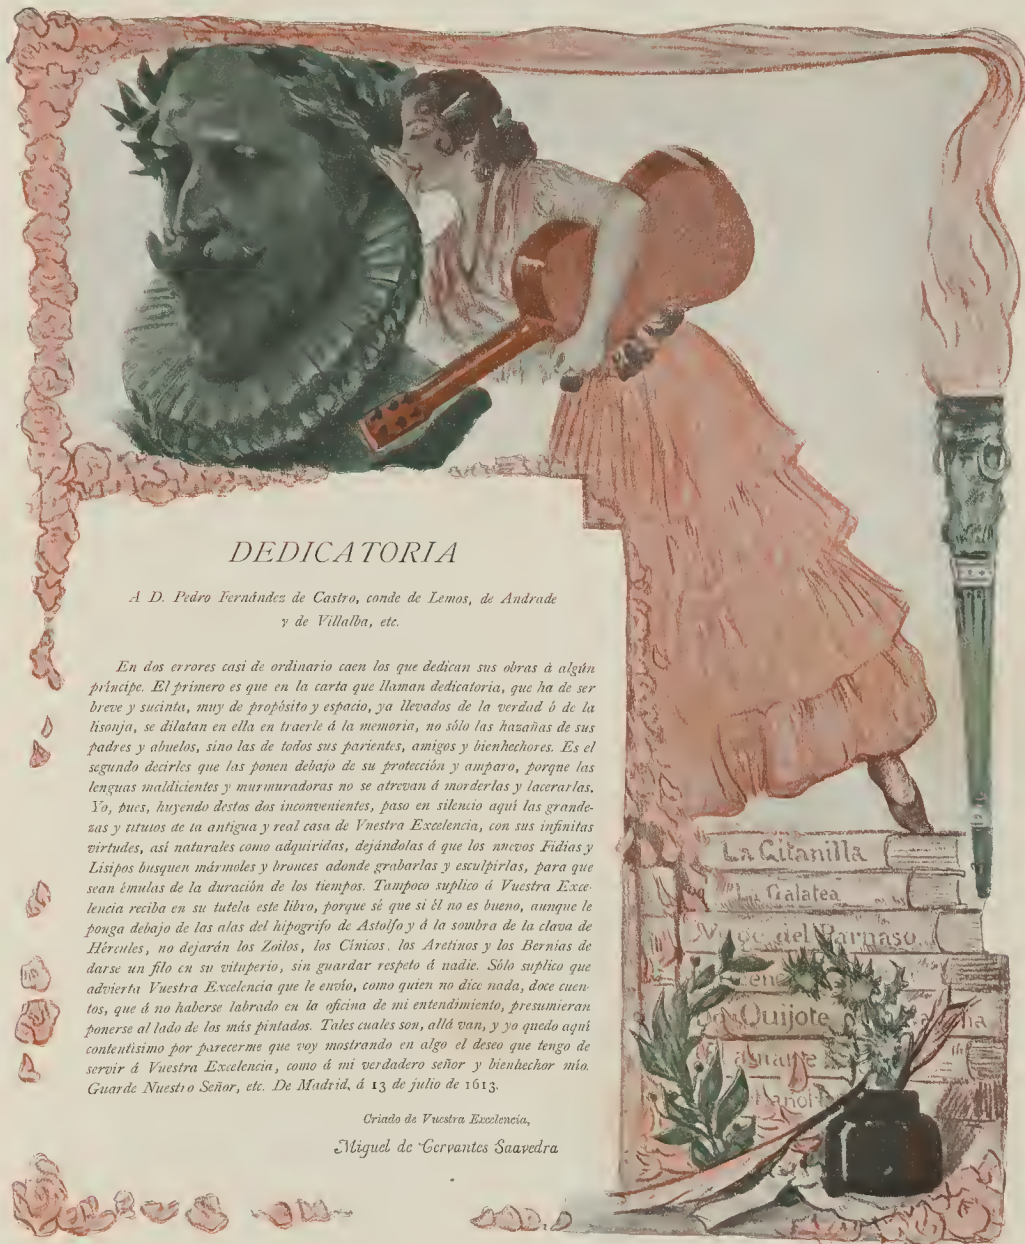 DEDICATORIA
A D. Pedro Fernández de Castro, conde de Lemos, de Andrade
y de Villalba, etc.
En dos errores casi de ordinario caen los que dedican sus obras á algún
príncipe. El primero es que en la carta que llaman dedicatoria, que ha de ser
breve y sucinta, muy de propósito y espacio, ya llevados de la verdad ó de la
lisonja, se dilatan en ella en traerle á la memoria, no sólo las hazañas de sus
padres y abuelos, sino las de todos sus parientes, amigos y bienhechores. Es el
segundo decirles que las ponen debajo de su protección y amparo, porque las
lenguas maldicientes y murmuradoras no se atrevan á morderlas y lacerarlas.
Yo, pues, huyendo destos dos inconvenientes, paso en silencio aquí las grande-
zas y títulos de la antigua y real casa de Vuestra Excelencia, con sus infinitas
virtudes, así naturales como adquiridas, dejándolas á que los nuevos Fidias y
Lisipos busquen mármoles y bronces adonde grabarlas y esculpirlas, para que
sean émulas de la duración de los tiempos. Tampoco suplico á Vuestra Exce-
lencia reciba en su tutela este libro, porque sé que si él no es bueno, aunque le
ponga debajo de las alas del hipogrifo de Astolfo y á la sombra de la clava de
Hércules, no dejarán los Zoilos, los Cínicos, los Aretinos y los Bernias de
darse un filo en su vituperio, sin guardar respeto á nadie. Sólo suplico que
advierta Vuestra Excelencia que le envío, como quien no dice nada, doce cuen-
tos, que á no haberse labrado en la oficina de mi entendimiento, presumieran
ponerse al lado de los más pintados. Tales cuales son, allá van, y yo quedo aquí
contentísimo por parecerme que voy mostrando en algo el deseo que tengo de
servir á Vuestra Excelencia, como á mi verdadero señor y bienhechor mío.
Guarde Nuestro Señor, etc. De Madrid, á 13 de julio de 1613.
Criado de Vuestra Excelencia,
Miguel de Cervantes Saavedra
La Gitanilla
La Galatea
Viage del Parnaso
Quijote